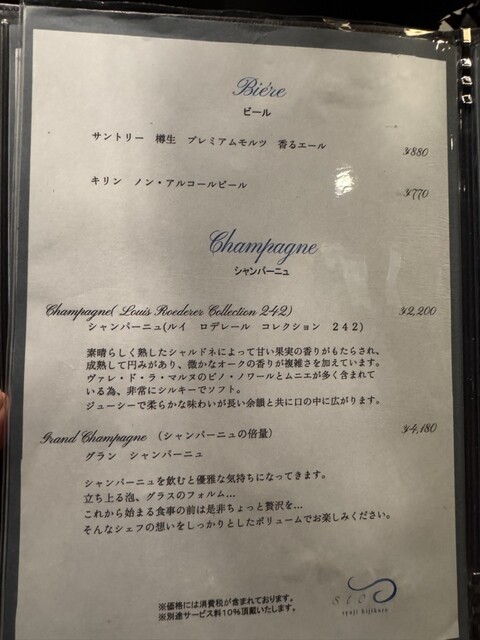 Bière
ビール
サントリー 樽生 プレミアムモルツ 香るエール ¥880
キリン ノン・アルコールビール ¥770
Champagne
シャンパーニュ
Champagne( Louis Roederer Collection 242) ¥2,200
シャンパーニュ(ルイ ロデレール コレクション 242)
素晴らしく熟したシャルドネによって甘い果実の香りがもたらされ、
成熟して円みがあり、微かなオークの香りが複雑さを加えています。
ヴァレ・ド・ラ・マルヌのピノ・ノワールとムニエが多く含まれて
いる為、非常にシルキーでソフト。
ジューシーで柔らかな味わいが長い余韻と共に口の中に広がります。
Grand Champagne (シャンパーニュの倍量) ¥4,180
グラン シャンパーニュ
シャンパーニュを飲むと優雅な気持ちになってきます。
立ち上る泡、グラスのフォルム…
これから始まる食事の前は是非ちょっと贅沢を…
そんなシェフの想いをしっかりとしたボリュームでお楽しみください。
※価格には消費税が含まれております。
※別途サービス料10%頂戴いたします。
sto
ryuji hijikata